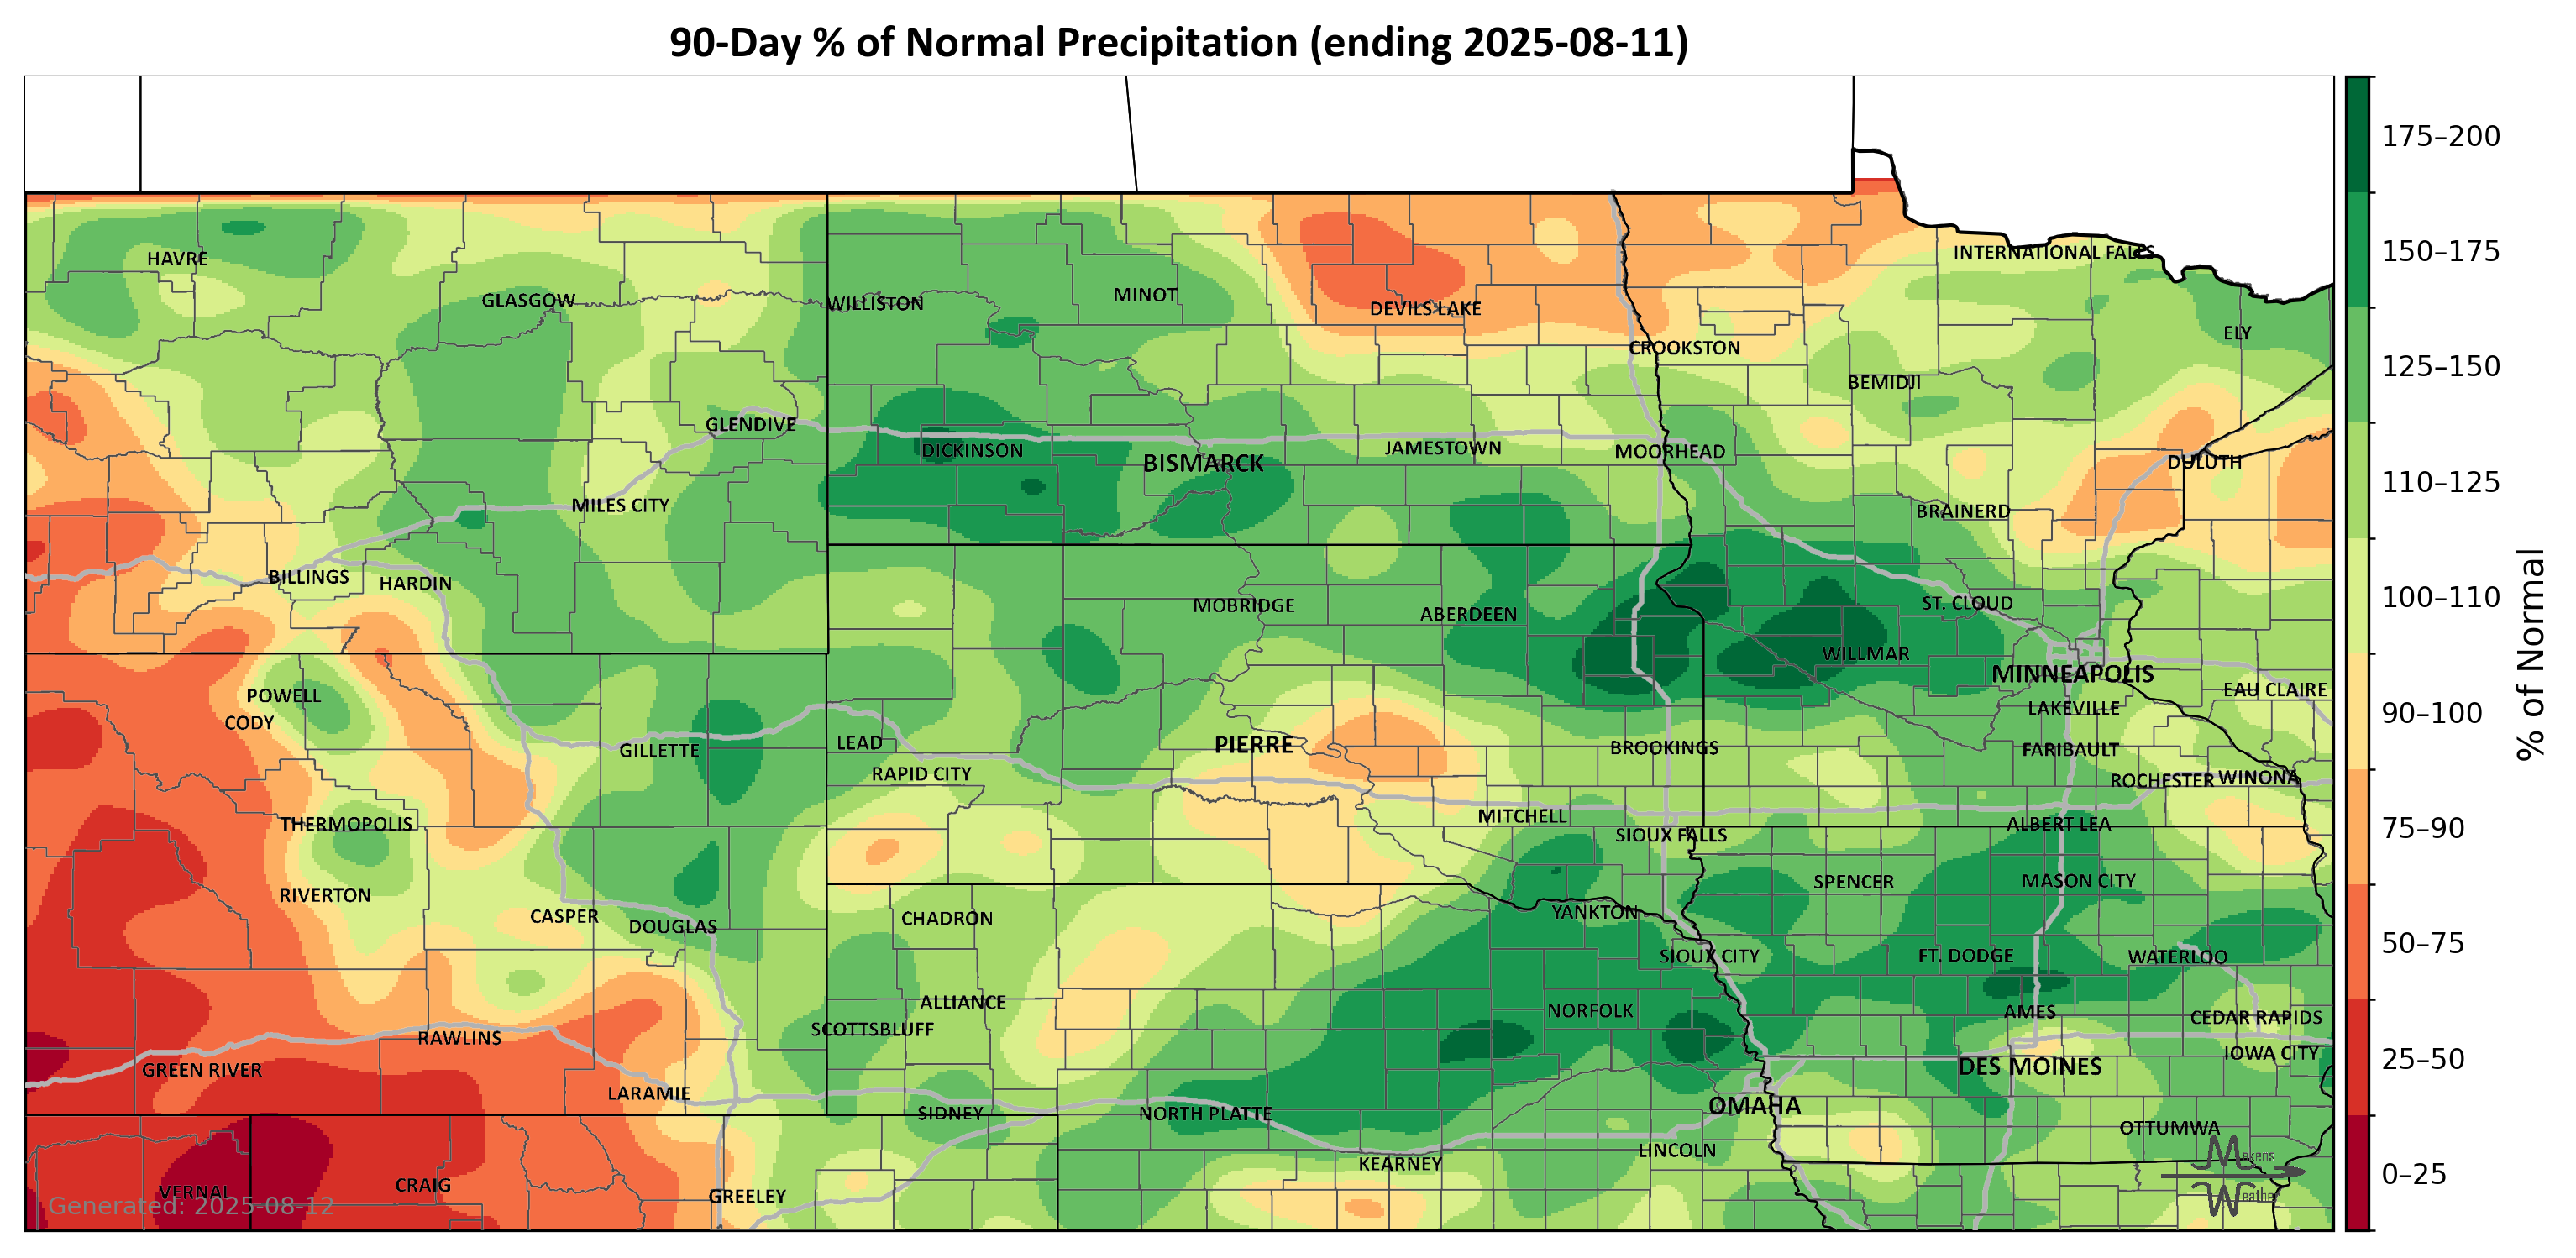 90-Day % of Normal Precipitation (ending 2025-08-11)
HAVRE
INTERNATIONAL FALLS
GLASGOW
WILLISTON
MINOT
DEVILS LAKE
ELY
CROOKSTON
BEMIDJI
GLENDIVE
DICKINSON
BISMARCK
JAMESTOWN
MOORHEAD
DULUTH
MILES CITY
BRAINERD
BILLINGS
HARDIN
MOBRIDGE
ABERDEEN
ST. CLOUD
WILLMAR
MINNEAPOLIS
POWELL
EAU CLAIRE
CODY
LAKEVILLE
GILLETTE
LEAD
PIERRE
BROOKINGS
FARIBAULT
RAPID CITY
ROCHESTER
WINONA
THERMOPOLIS
MITCHELL
SIOUX FALLS
ALBERT LEA
RIVERTON
SPENCER
MASON CITY
CASPER
DOUGLAS
CHADRON
YANKTON
SIOUX CITY
FT. DODGE
WATERLOO
ALLIANCE
NORFOLK
AMES
CEDAR RAPIDS
SCOTTSBLUFF
RAWLINS
IOWA CITY
GREEN RIVER
DES MOINES
LARAMIE
SIDNEY
NORTH PLATTE
OMAHA
OTTUMWA
LINCOLN
KEARNEY
VERNAL
CRAIG
GREELEY
Generated: 2025-08-12
Makens
Weather
175–200
150–175
125–150
110–125
100–110
90–100
75–90
50–75
25–50
0–25
% of Normal